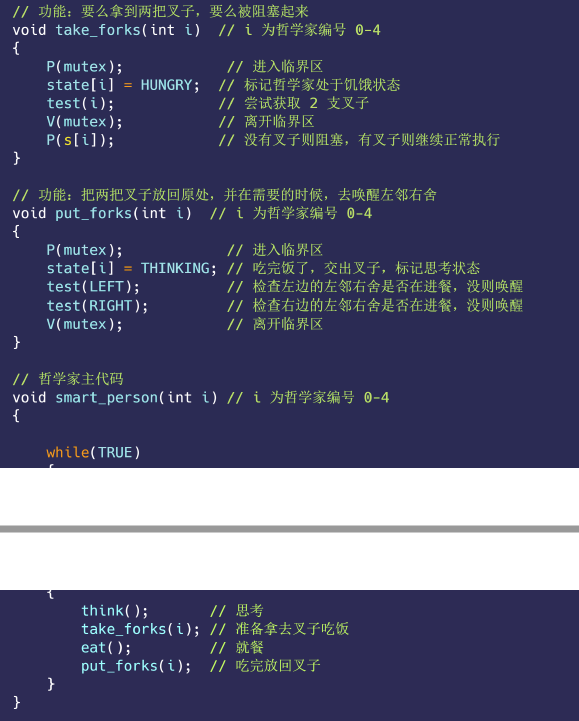 // 功能：要么拿到两把叉子，要么被阻塞起来
void take_forks(int i)  // i 为哲学家编号 0-4
{
    P(mutex);            // 进入临界区
    state[i] = HUNGRY;  // 标记哲学家处于饥饿状态
    test(i);            // 尝试获取 2 支叉子
    V(mutex);           // 离开临界区
    P(s[i]);            // 没有叉子则阻塞，有叉子则继续正常执行
}

// 功能：把两把叉子放回原处，并在需要的时候，去唤醒左邻右舍
void put_forks(int i)  // i 为哲学家编号 0-4
{
    P(mutex);            // 进入临界区
    state[i] = THINKING; // 吃完饭了，交出叉子，标记思考状态
    test(LEFT);          // 检查左边的左邻右舍是否在进餐，没则唤醒
    test(RIGHT);         // 检查右边的左邻右舍是否在进餐，没则唤醒
    V(mutex);            // 离开临界区
}

// 哲学家主代码
void smart_person(int i) // i 为哲学家编号 0-4
{

    while(TRUE)
    {
        think();       // 思考
        take_forks(i); // 准备拿去叉子吃饭
        eat();         // 就餐
        put_forks(i);  // 吃完放回叉子
    }
}